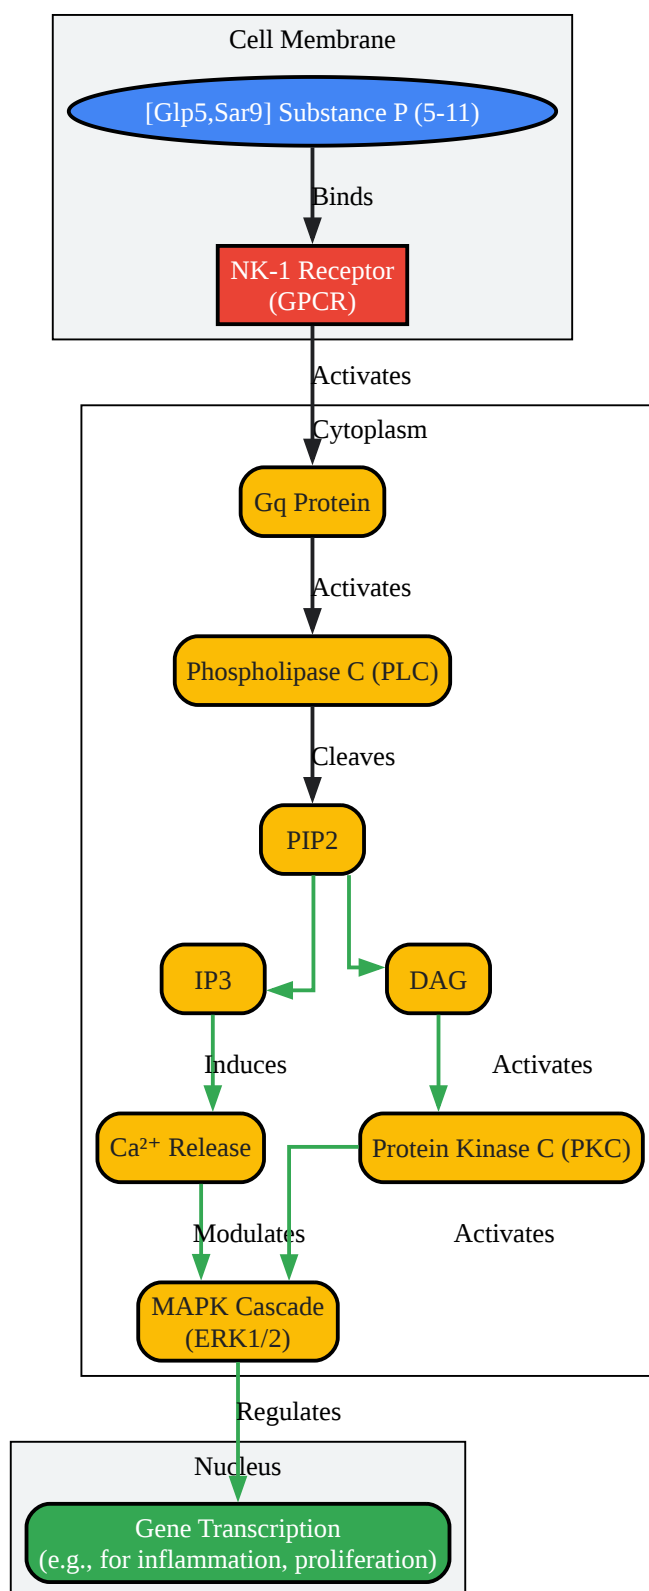 Cell Membrane
[Glp5,Sar9] Substance P (5-11)
Binds
NK-1 Receptor
(GPCR)
Activates
Cytoplasm
Gq Protein
Activates
Phospholipase C (PLC)
Cleaves
PIP2
IP3
DAG
Induces
Activates
Ca²⁺ Release
Protein Kinase C (PKC)
Modulates
Activates
MAPK Cascade
(ERK1/2)
Regulates
Nucleus
Gene Transcription
(e.g., for inflammation, proliferation)